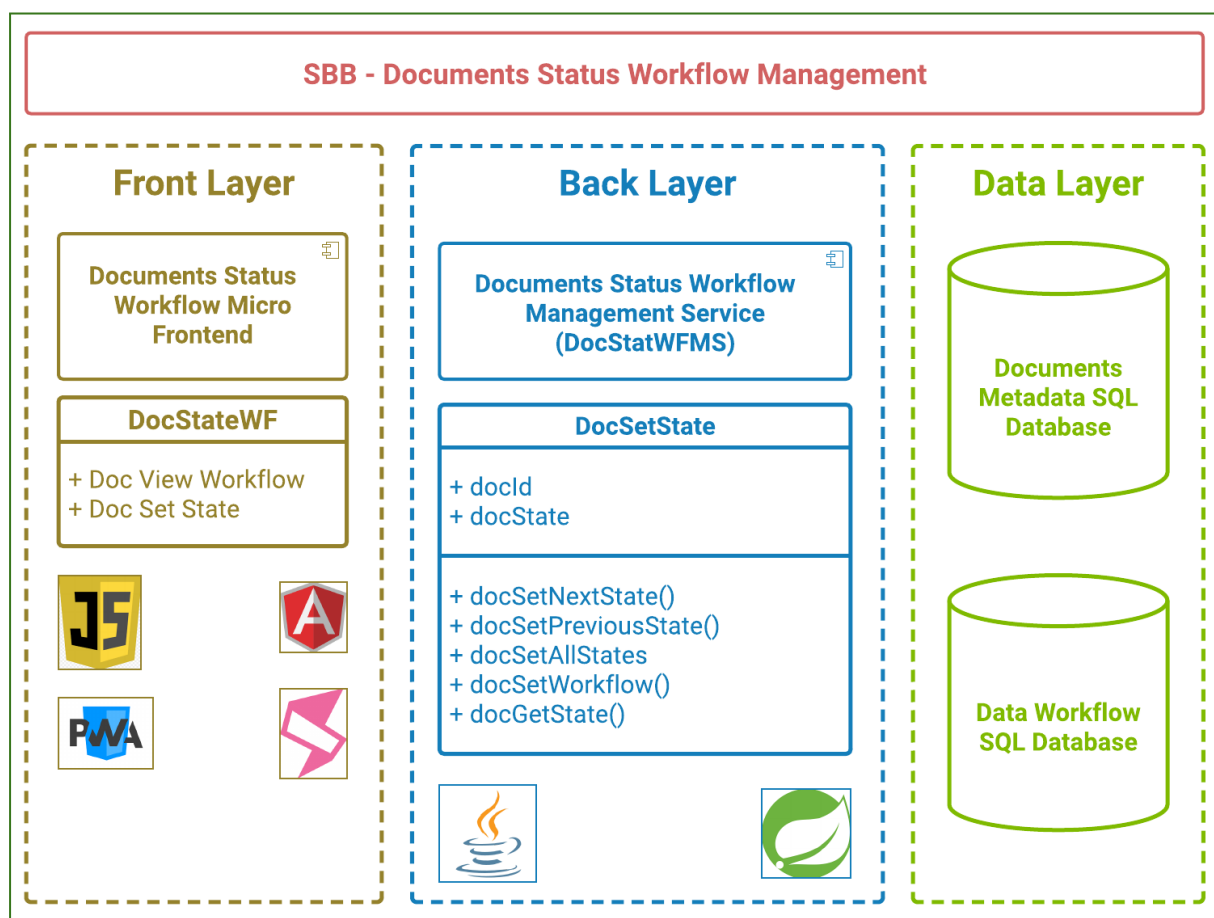 SBB - Documents Status Workflow Management
Front Layer
Documents Status
Workflow Micro
Frontend
DocStateWF
+ Doc View Workflow
+ Doc Set State
JS
PWA
Back Layer
Documents Status Workflow
Management Service
(DocStatWFMS)
DocSetState
+ docId
+ docState
+ docSetNextState()
+ docSetPreviousState()
+ docSetAllStates
+ docSetWorkflow()
+ docGetState()
Data Layer
Documents
Metadata SQL
Database
Data Workflow
SQL Database